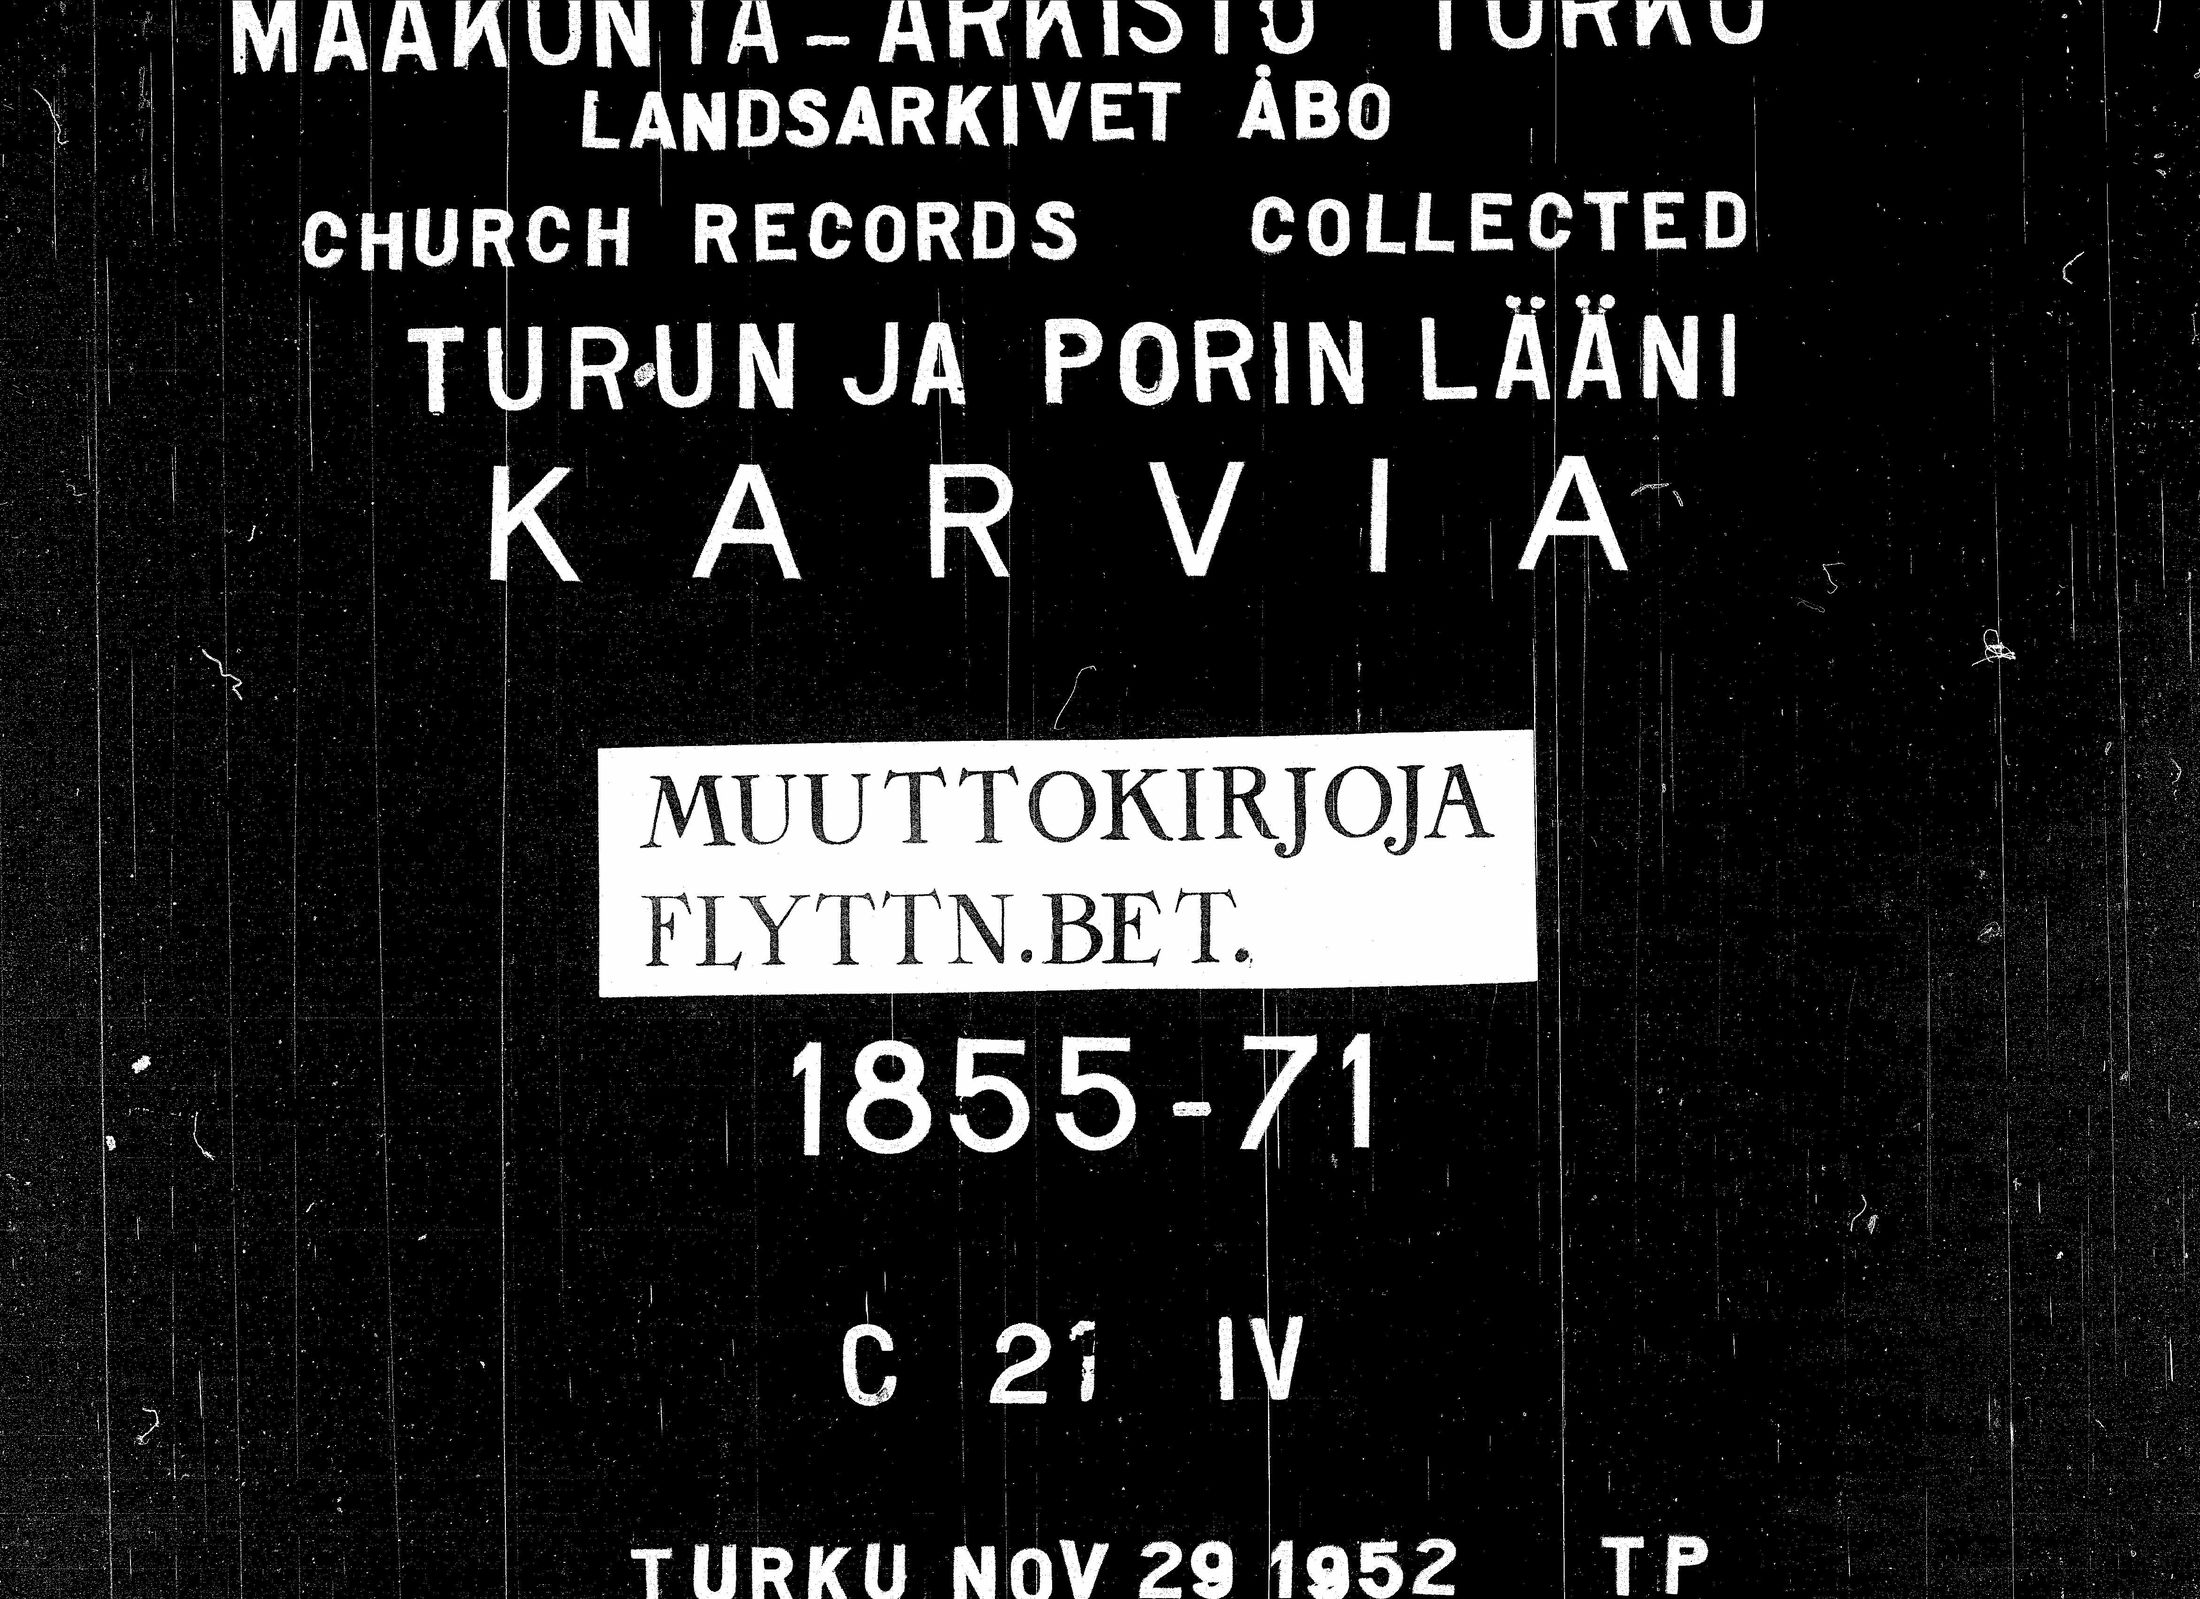 MAAKUNTA-ARKISTO TURKU
LANDSARKIVET ÅBO
CHURCH RECORDS COLLECTED
TURUN JA PORIN LÄÄNI
KARVIA
MUUTTOKIRJOJA
FLYTTN.BET.
1855-71
C 21 IV
TURKU NOV 29 1952 TP